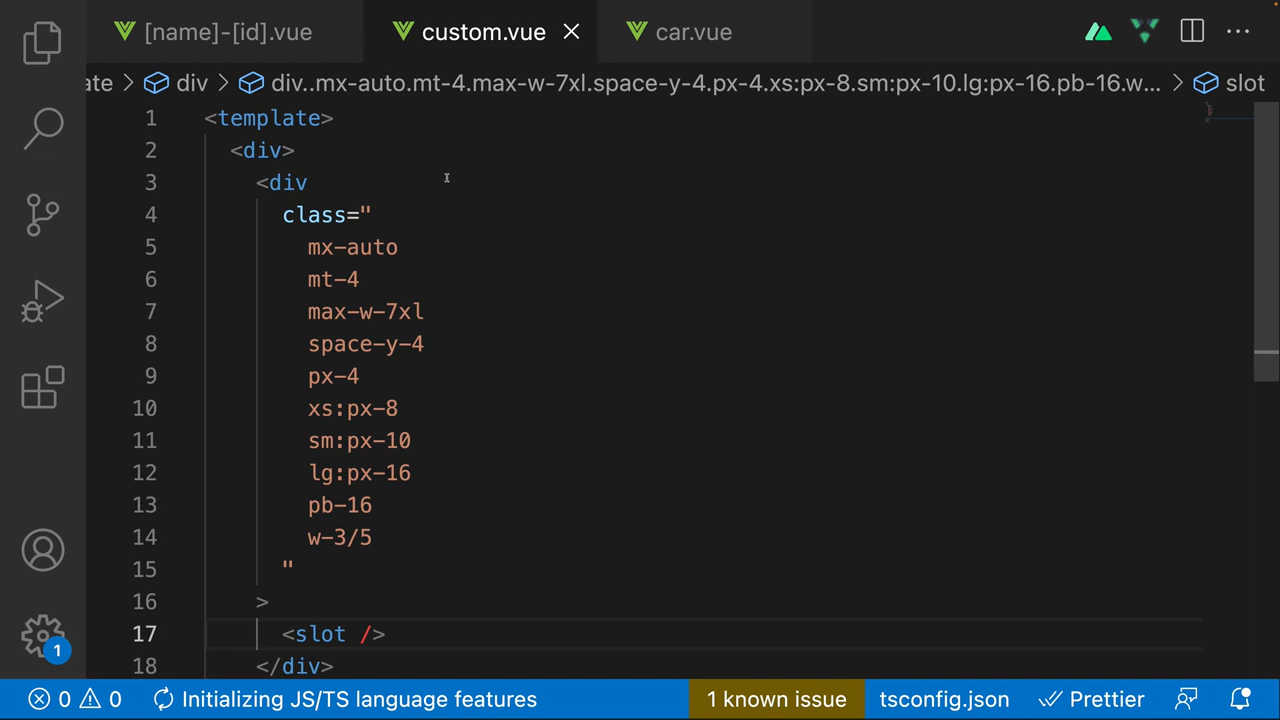 [name]-[id].vue custom.vue car.vue
ate > div > div..mx-auto.mt-4.max-w-7xl.space-y-4.px-4.xs:px-8.sm:px-10.lg:px-16.pb-16.w... > slot
1 <template>
2 <div>
3 <div
4 class="
5 mx-auto
6 mt-4
7 max-w-7xl
8 space-y-4
9 px-4
10 xs:px-8
11 sm:px-10
12 lg:px-16
13 pb-16
14 w-3/5
15 "
16 >
17 <slot />
18 </div>
1
0 0 Initializing JS/TS language features 1 known issue tsconfig.json Prettier